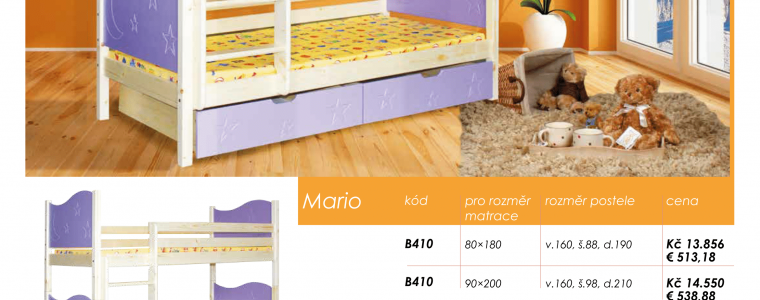 Mario kód pro rozměr rozměr postele cena
matrace
B410 80×180 v.160, š.88, d.190 Kč 13.856
€ 513,18
B410 90×200 v.160, š.98, d.210 Kč 14.550
€ 538,88